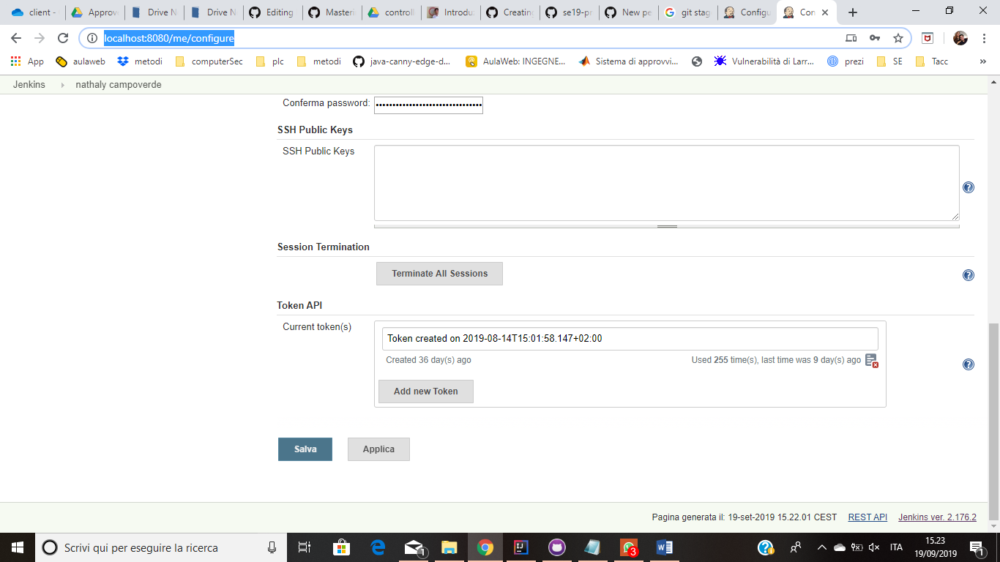 client -
Approv
Drive N
Drive N
Editing
Masteri
controll
Introdu
Creating
se19-pr
New pe
git stag
Configu
Con
localhost:8080/me/configure
App
aulaweb
metodi
computerSec
plc
metodi
java-canny-edge-d...
AulaWeb: INGEGNE...
Sistema di approvvi...
Vulnerabilità di Larr...
prezi
SE
Tacc
»
Jenkins
nathaly campoverde
Conferma password:
SSH Public Keys
SSH Public Keys
Session Termination
Terminate All Sessions
Token API
Current token(s)
Token created on 2019-08-14T15:01:58.147+02:00
Created 36 day(s) ago
Used 255 time(s), last time was 9 day(s) ago
Add new Token
Salva
Applica
Pagina generata il: 19-set-2019 15.22.01 CEST
REST API
Jenkins ver. 2.176.2
Scrivi qui per eseguire la ricerca
1
IJ
3
W
ITA
15.23
19/09/2019
1